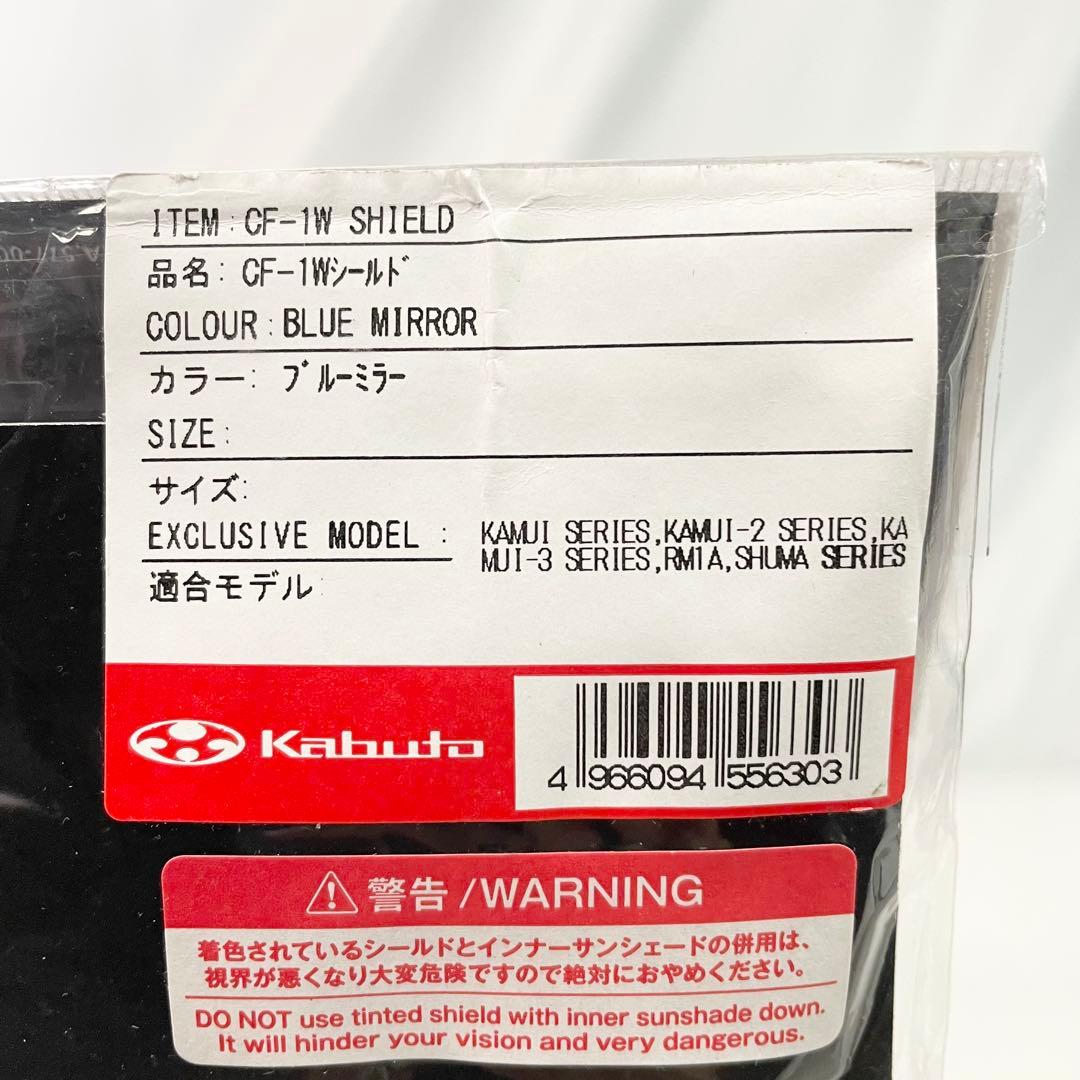 ITEM:CF-1W SHIELD
品名: CF-1Wｼｰﾙﾄﾞ
COLOUR:BLUE MIRROR
カラー: ﾌﾞﾙｰﾐﾗｰ
SIZE:
サイズ:
EXCLUSIVE MODEL : KAMUI SERIES,KAMUI-2 SERIES,KA
MUI-3 SERIES,RM1A,SHUMA SERIES
適合モデル
Kabuto
4 966094 556303
警告/WARNING
着色されているシールドとインナーサンシェードの併用は、
視界が悪くなり大変危険ですので絶対におやめください。
DO NOT use tinted shield with inner sunshade down.
It will hinder your vision and very dangerous.